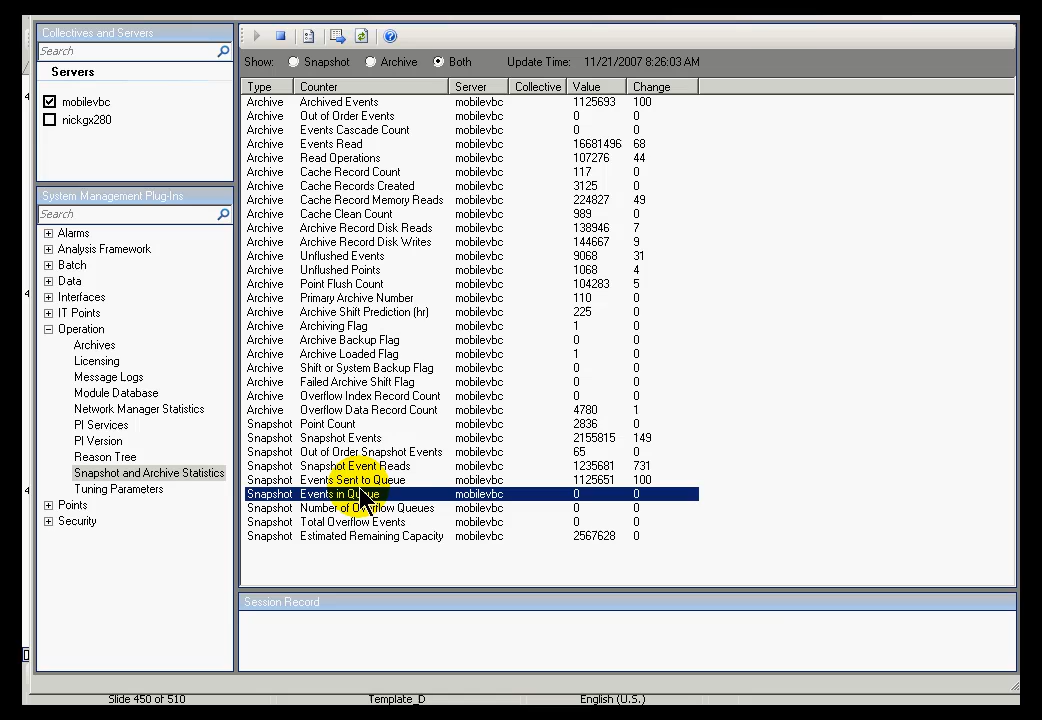 Collectives and Servers
Search
Servers
mobilevbc
nickgx280
System Management Plug-Ins
Search
Alarms
Analysis Framework
Batch
Data
Interfaces
IT Points
Operation
Archives
Licensing
Message Logs
Module Database
Network Manager Statistics
PI Services
PI Version
Reason Tree
Snapshot and Archive Statistics
Tuning Parameters
Points
Security
Show: Snapshot Archive Both Update Time: 11/21/2007 8:26:03 AM
Type Counter Server Collective Value Change
Archive Archived Events mobilevbc 1125693 100
Archive Out of Order Events mobilevbc 0 0
Archive Events Cascade Count mobilevbc 0 0
Archive Events Read mobilevbc 16681496 68
Archive Read Operations mobilevbc 107276 44
Archive Cache Record Count mobilevbc 117 0
Archive Cache Records Created mobilevbc 3125 0
Archive Cache Record Memory Reads mobilevbc 224827 49
Archive Cache Clean Count mobilevbc 989 0
Archive Archive Record Disk Reads mobilevbc 138946 7
Archive Archive Record Disk Writes mobilevbc 144667 9
Archive Unflushed Events mobilevbc 9068 31
Archive Unflushed Points mobilevbc 1068 4
Archive Point Flush Count mobilevbc 104283 5
Archive Primary Archive Number mobilevbc 110 0
Archive Archive Shift Prediction (hr) mobilevbc 225 0
Archive Archiving Flag mobilevbc 1 0
Archive Archive Backup Flag mobilevbc 0 0
Archive Archive Loaded Flag mobilevbc 1 0
Archive Shift or System Backup Flag mobilevbc 0 0
Archive Failed Archive Shift Flag mobilevbc 0 0
Archive Overflow Index Record Count mobilevbc 0 0
Archive Overflow Data Record Count mobilevbc 4780 1
Snapshot Point Count mobilevbc 2836 0
Snapshot Snapshot Events mobilevbc 2155815 149
Snapshot Out of Order Snapshot Events mobilevbc 65 0
Snapshot Snapshot Event Reads mobilevbc 1235681 731
Snapshot Events Sent to Queue mobilevbc 1125651 100
Snapshot Events in Queue mobilevbc 0 0
Snapshot Number of Overflow Queues mobilevbc 0 0
Snapshot Total Overflow Events mobilevbc 0 0
Snapshot Estimated Remaining Capacity mobilevbc 2567628 0
Session Record
4
4
4
Slide 450 of 510 Template_D English (U.S.)